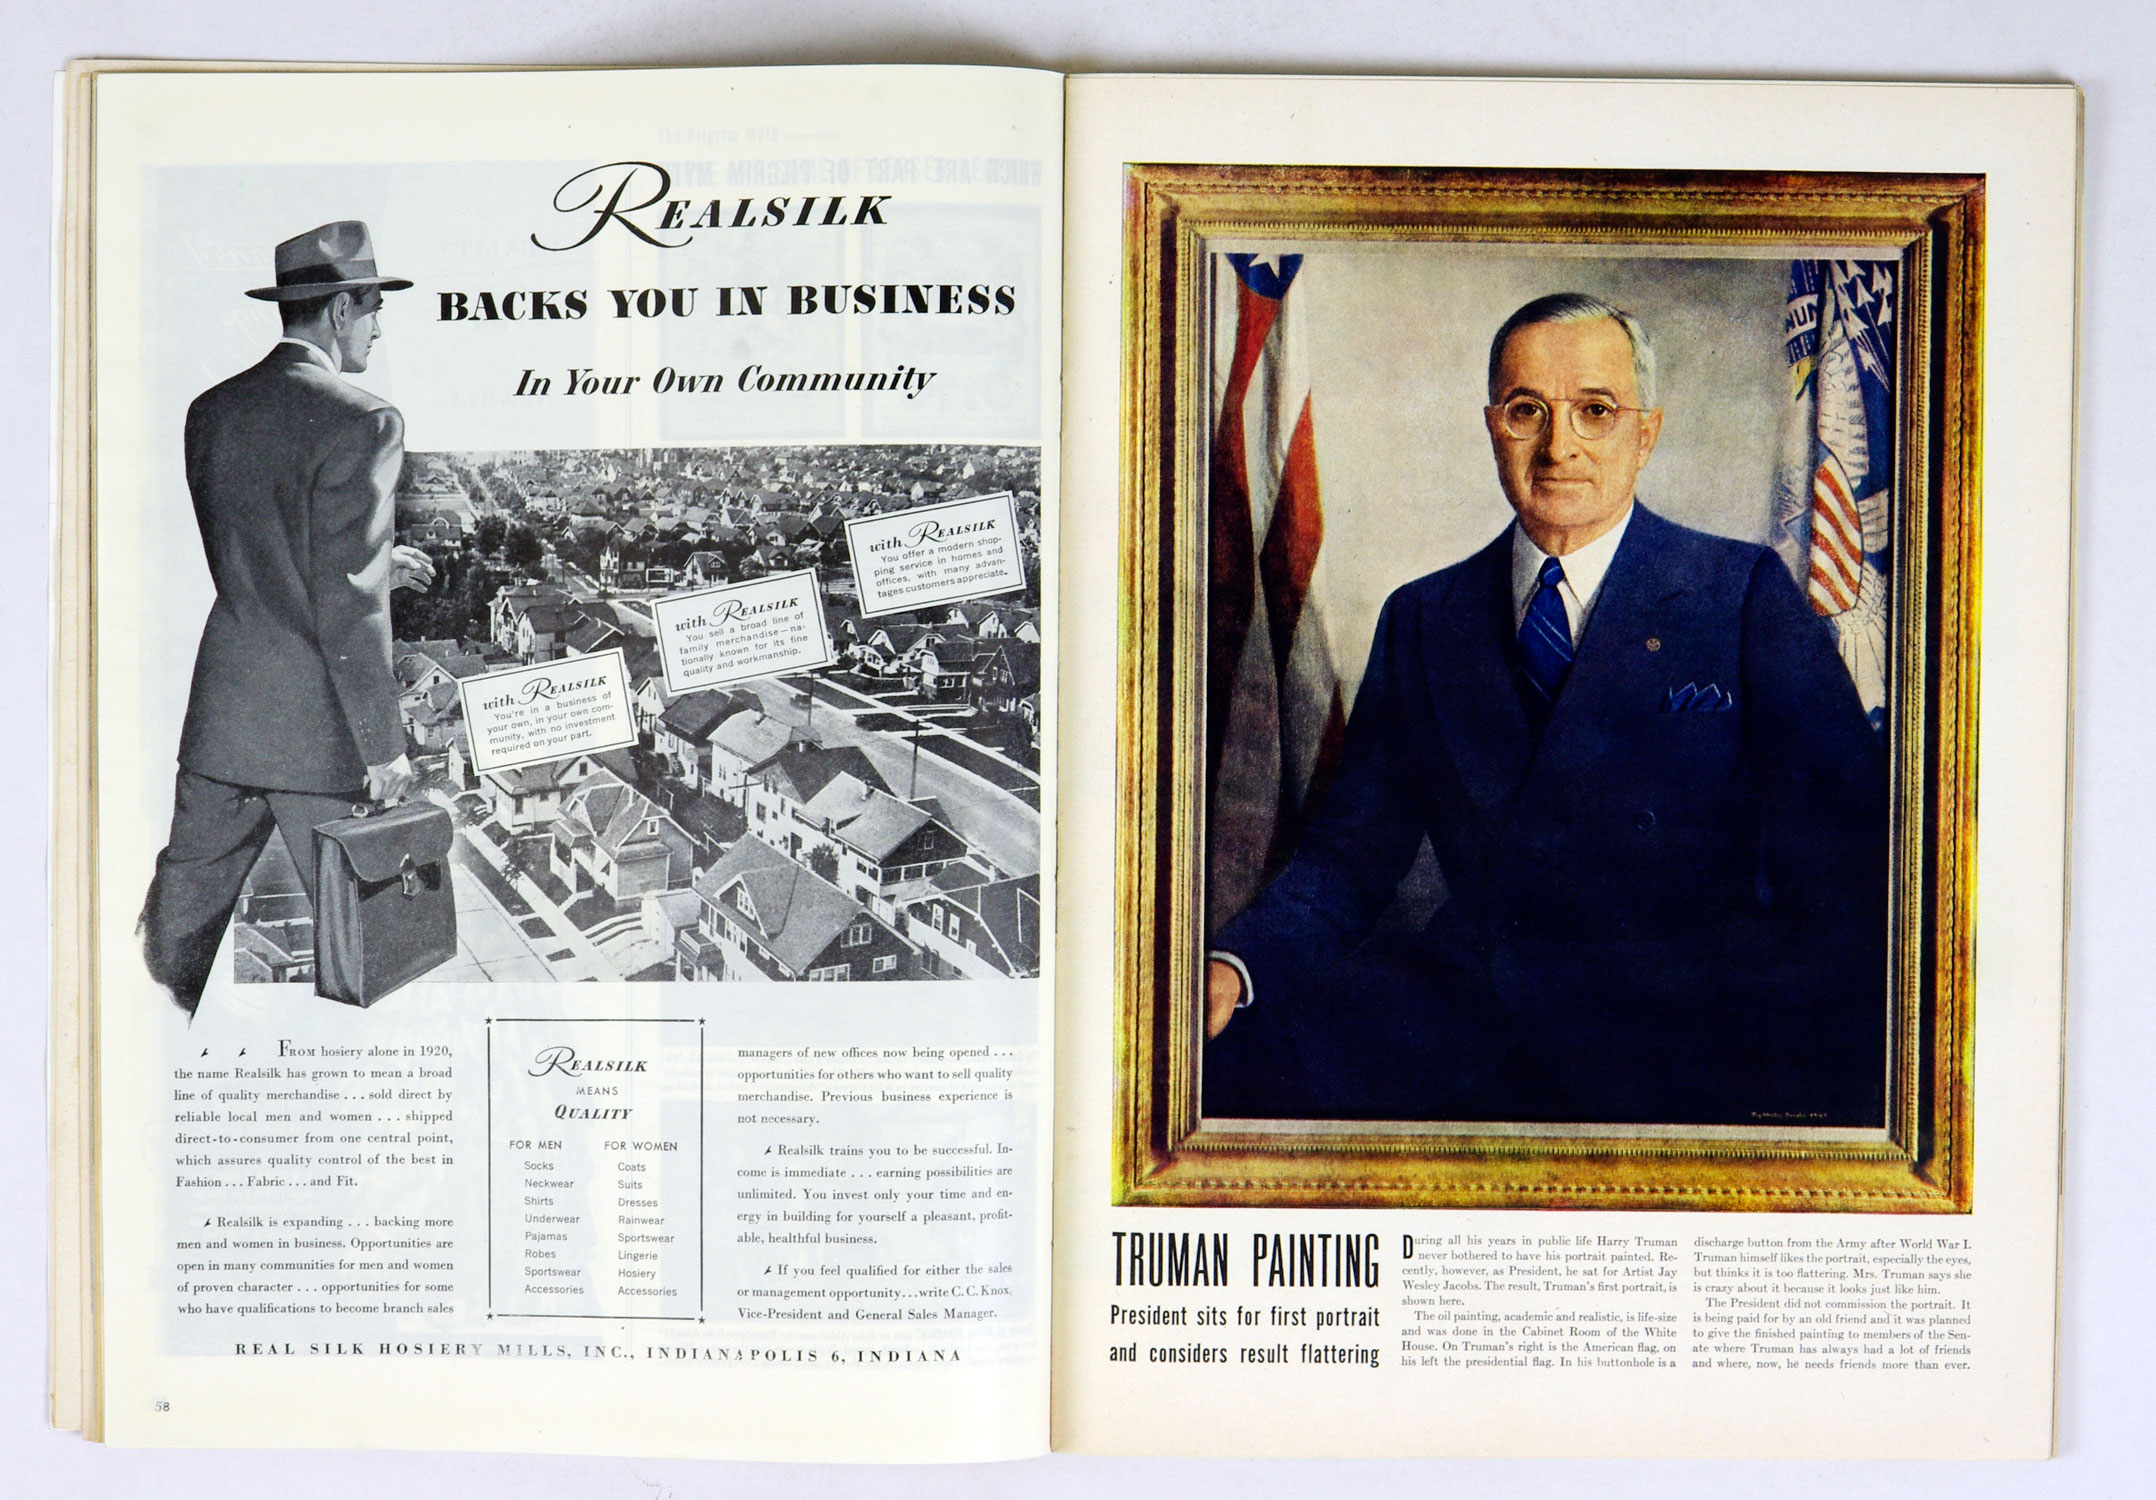 REALSILK
BACKS YOU IN BUSINESS
In Your Own Community
with REALSILK
You offer a modern shop-
ping service in homes and
offices, with many advan-
tages customers appreciate.
with REALSILK
You sell a broad line of
family merchandise—na-
tionally known for its fine
quality and workmanship.
with REALSILK
You're in a business of
your own, in your own com-
munity, with no investment
required on your part.
FROM hosiery alone in 1920,
the name Realsilk has grown to mean a broad
line of quality merchandise . . . sold direct by
reliable local men and women . . . shipped
direct-to-consumer from one central point,
which assures quality control of the best in
Fashion . . . Fabric . . . and Fit.
Realsilk is expanding . . . backing more
men and women in business. Opportunities are
open in many communities for men and women
of proven character . . . opportunities for some
who have qualifications to become branch sales
REALSILK
MEANS
QUALITY
FOR MEN
Socks
Neckwear
Shirts
Underwear
Pajamas
Robes
Sportswear
Accessories
FOR WOMEN
Coats
Suits
Dresses
Rainwear
Sportswear
Lingerie
Hosiery
Accessories
managers of new offices now being opened . . .
opportunities for others who want to sell quality
merchandise. Previous business experience is
not necessary.
Realsilk trains you to be successful. In-
come is immediate . . . earning possibilities are
unlimited. You invest only your time and en-
ergy in building for yourself a pleasant, profit-
able, healthful business.
If you feel qualified for either the sales
or management opportunity...write C. C. Knox,
Vice-President and General Sales Manager.
REAL SILK HOSIERY MILLS, INC., INDIANAPOLIS 6, INDIANA
58
TRUMAN PAINTING
President sits for first portrait
and considers result flattering
During all his years in public life Harry Truman
never bothered to have his portrait painted. Re-
cently, however, as President, he sat for Artist Jay
Wesley Jacobs. The result, Truman's first portrait, is
shown here.
The oil painting, academic and realistic, is life-size
and was done in the Cabinet Room of the White
House. On Truman's right is the American flag, on
his left the presidential flag. In his buttonhole is a
discharge button from the Army after World War I.
Truman himself likes the portrait, especially the eyes,
but thinks it is too flattering. Mrs. Truman says she
is crazy about it because it looks just like him.
The President did not commission the portrait. It
is being paid for by an old friend and it was planned
to give the finished painting to members of the Sen-
ate where Truman has always had a lot of friends
and where, now, he needs friends more than ever.